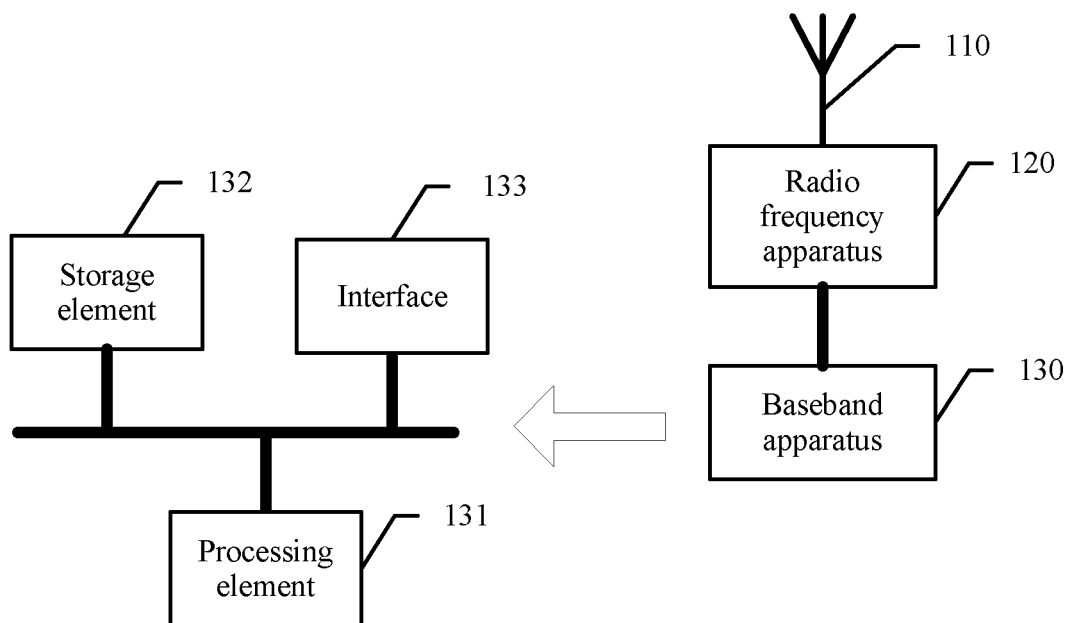 110
Radio
frequency
apparatus
120
132
133
Storage
element
Interface
Baseband
apparatus
130
Processing
element
131